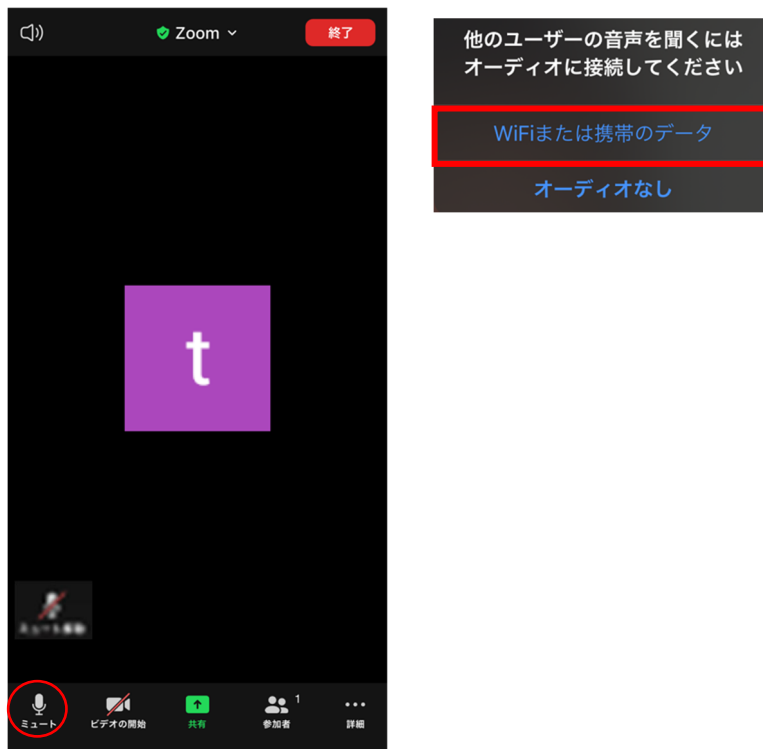 Zoom
終了
t
ミュート
ビデオの開始
共有
参加者
1
詳細
他のユーザーの音声を聞くには
オーディオに接続してください
WiFiまたは携帯のデータ
オーディオなし